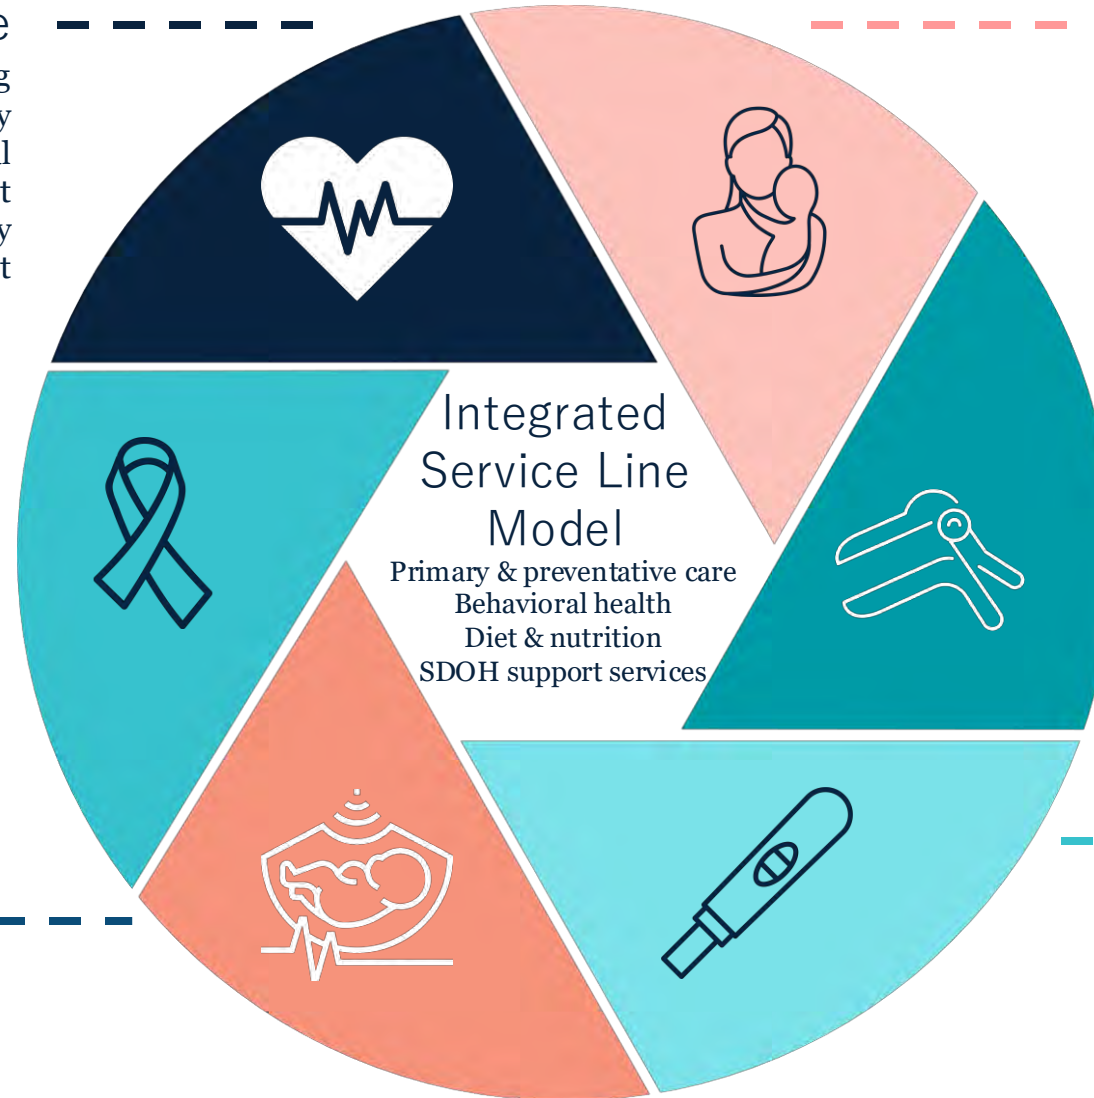 e
g
y
l
t
y
t
Integrated
Service Line
Model
Primary & preventative care
Behavioral health
Diet & nutrition
SDOH support services